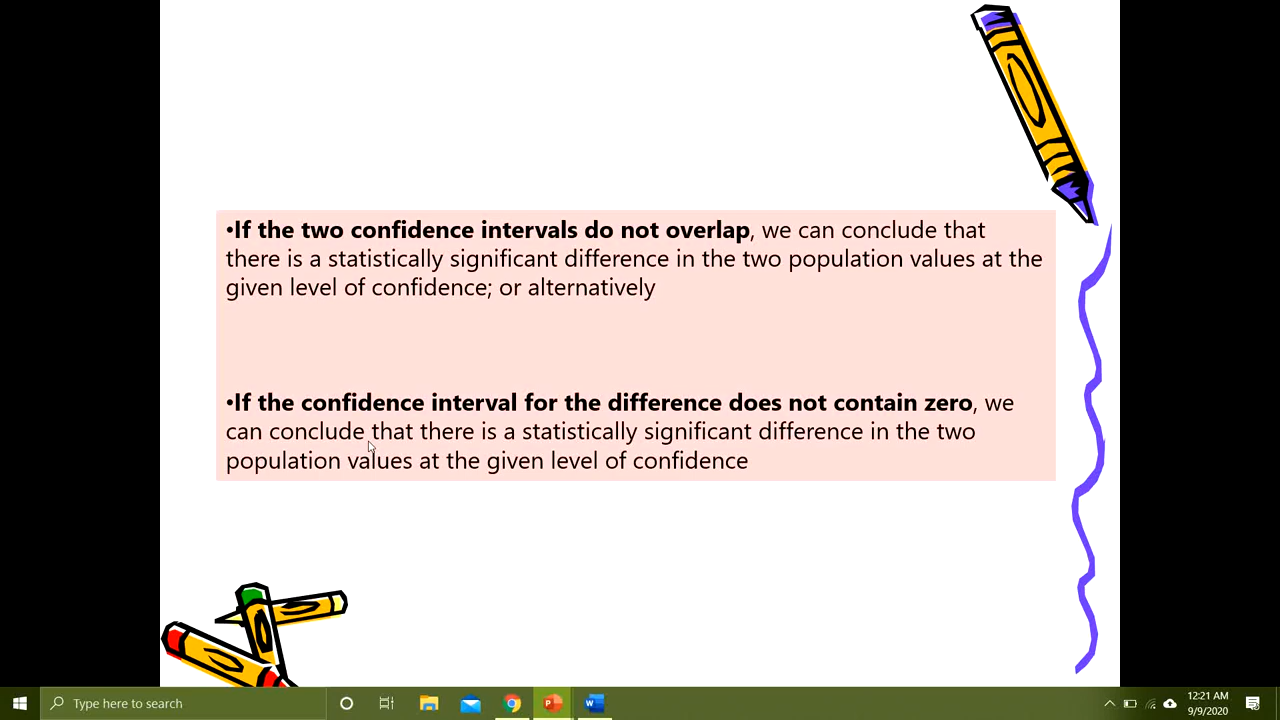 •If the two confidence intervals do not overlap, we can conclude that
there is a statistically significant difference in the two population values at the
given level of confidence; or alternatively
•If the confidence interval for the difference does not contain zero, we
can conclude that there is a statistically significant difference in the two
population values at the given level of confidence
Type here to search
12:21 AM
9/9/2020